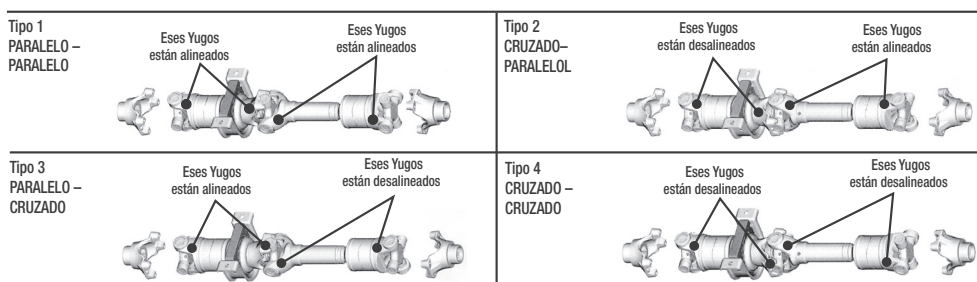 Tipo 1
PARALELO –
PARALELO
Eses Yugos
están alineados
Eses Yugos
están alineados
Tipo 2
CRUZADO–
PARALELOL
Eses Yugos
están desalineados
Eses Yugos
están alineados
Tipo 3
PARALELO –
CRUZADO
Eses Yugos
están alineados
Eses Yugos
están desalineados
Tipo 4
CRUZADO –
CRUZADO
Eses Yugos
están desalineados
Eses Yugos
están desalineados